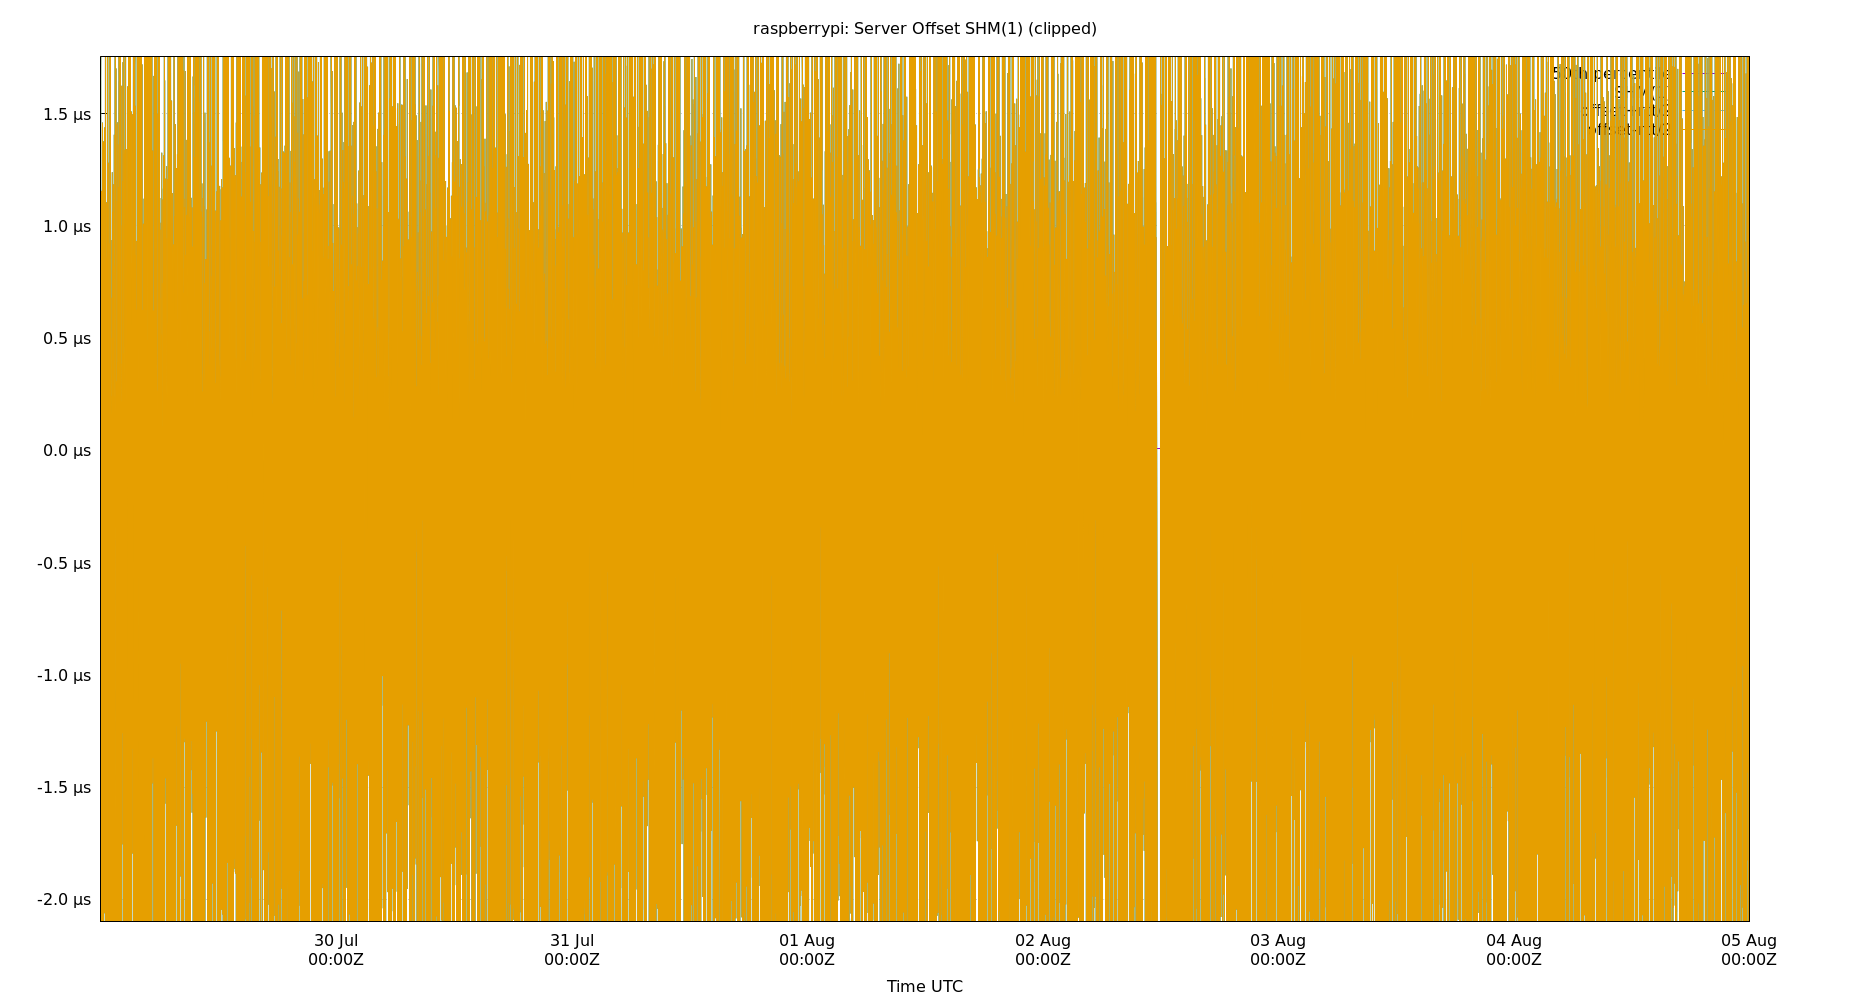 raspberrypi: Server Offset SHM(1) (clipped)
1.5 µs
1.0 µs
0.5 µs
0.0 µs
-0.5 µs
-1.0 µs
-1.5 µs
-2.0 µs
30 Jul
00:00Z
31 Jul
00:00Z
01 Aug
00:00Z
02 Aug
00:00Z
03 Aug
00:00Z
04 Aug
00:00Z
05 Aug
00:00Z
Time UTC